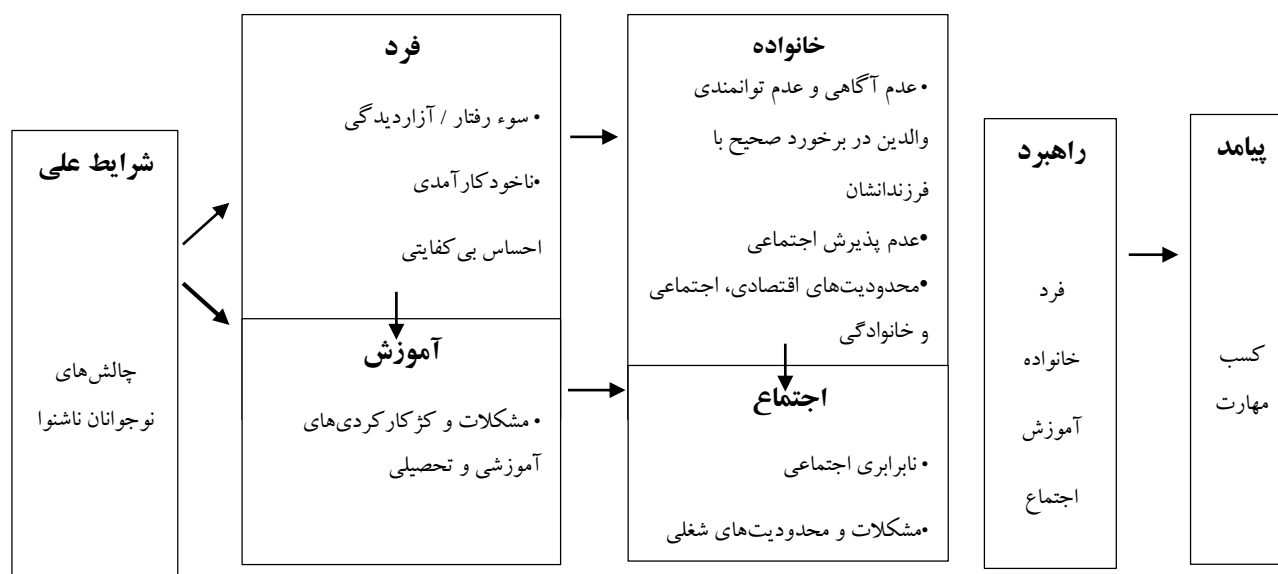 شرایط علی
چالش‌های
نوجوانان ناشنوا
فرد
• سوء رفتار / آزاردیدگی
•ناخودکارآمدی
احساس بی‌کفایتی
آموزش
• مشکلات و کژکارکردی‌های
آموزشی و تحصیلی
خانواده
• عدم آگاهی و عدم توانمندی
والدین در برخورد صحیح با
فرزندانشان
•عدم پذیرش اجتماعی
•محدودیت‌های اقتصادی، اجتماعی
و خانوادگی
اجتماع
• نابرابری اجتماعی
•مشکلات و محدودیت‌های شغلی
راهبرد
فرد
خانواده
آموزش
اجتماع
پیامد
کسب
مهارت